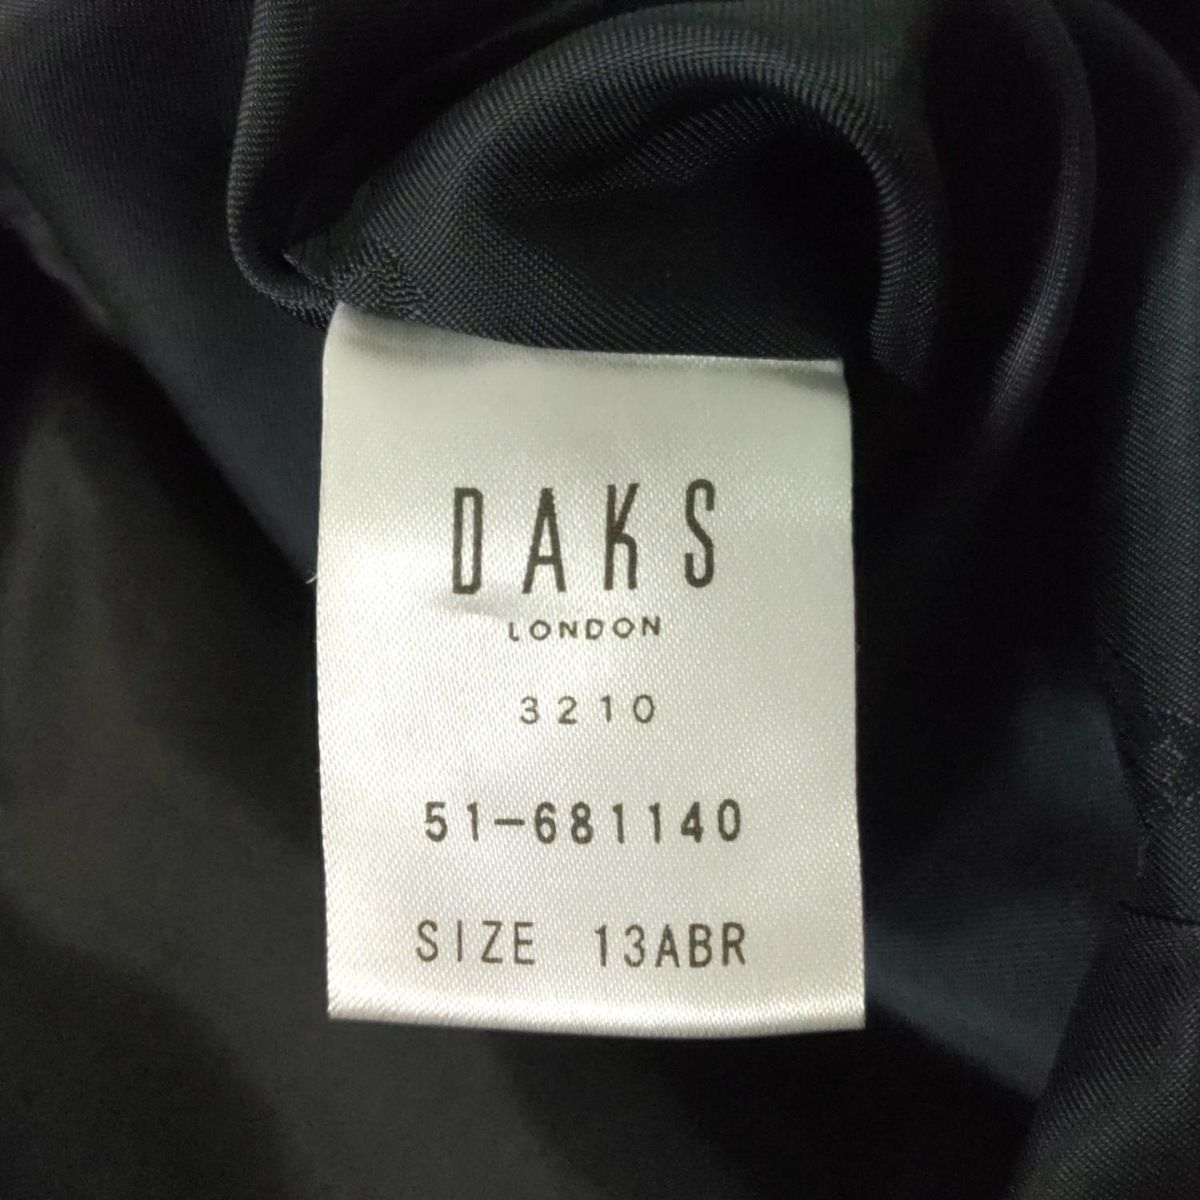 DAKS
LONDON
3210
51-681140
SIZE 13ABR